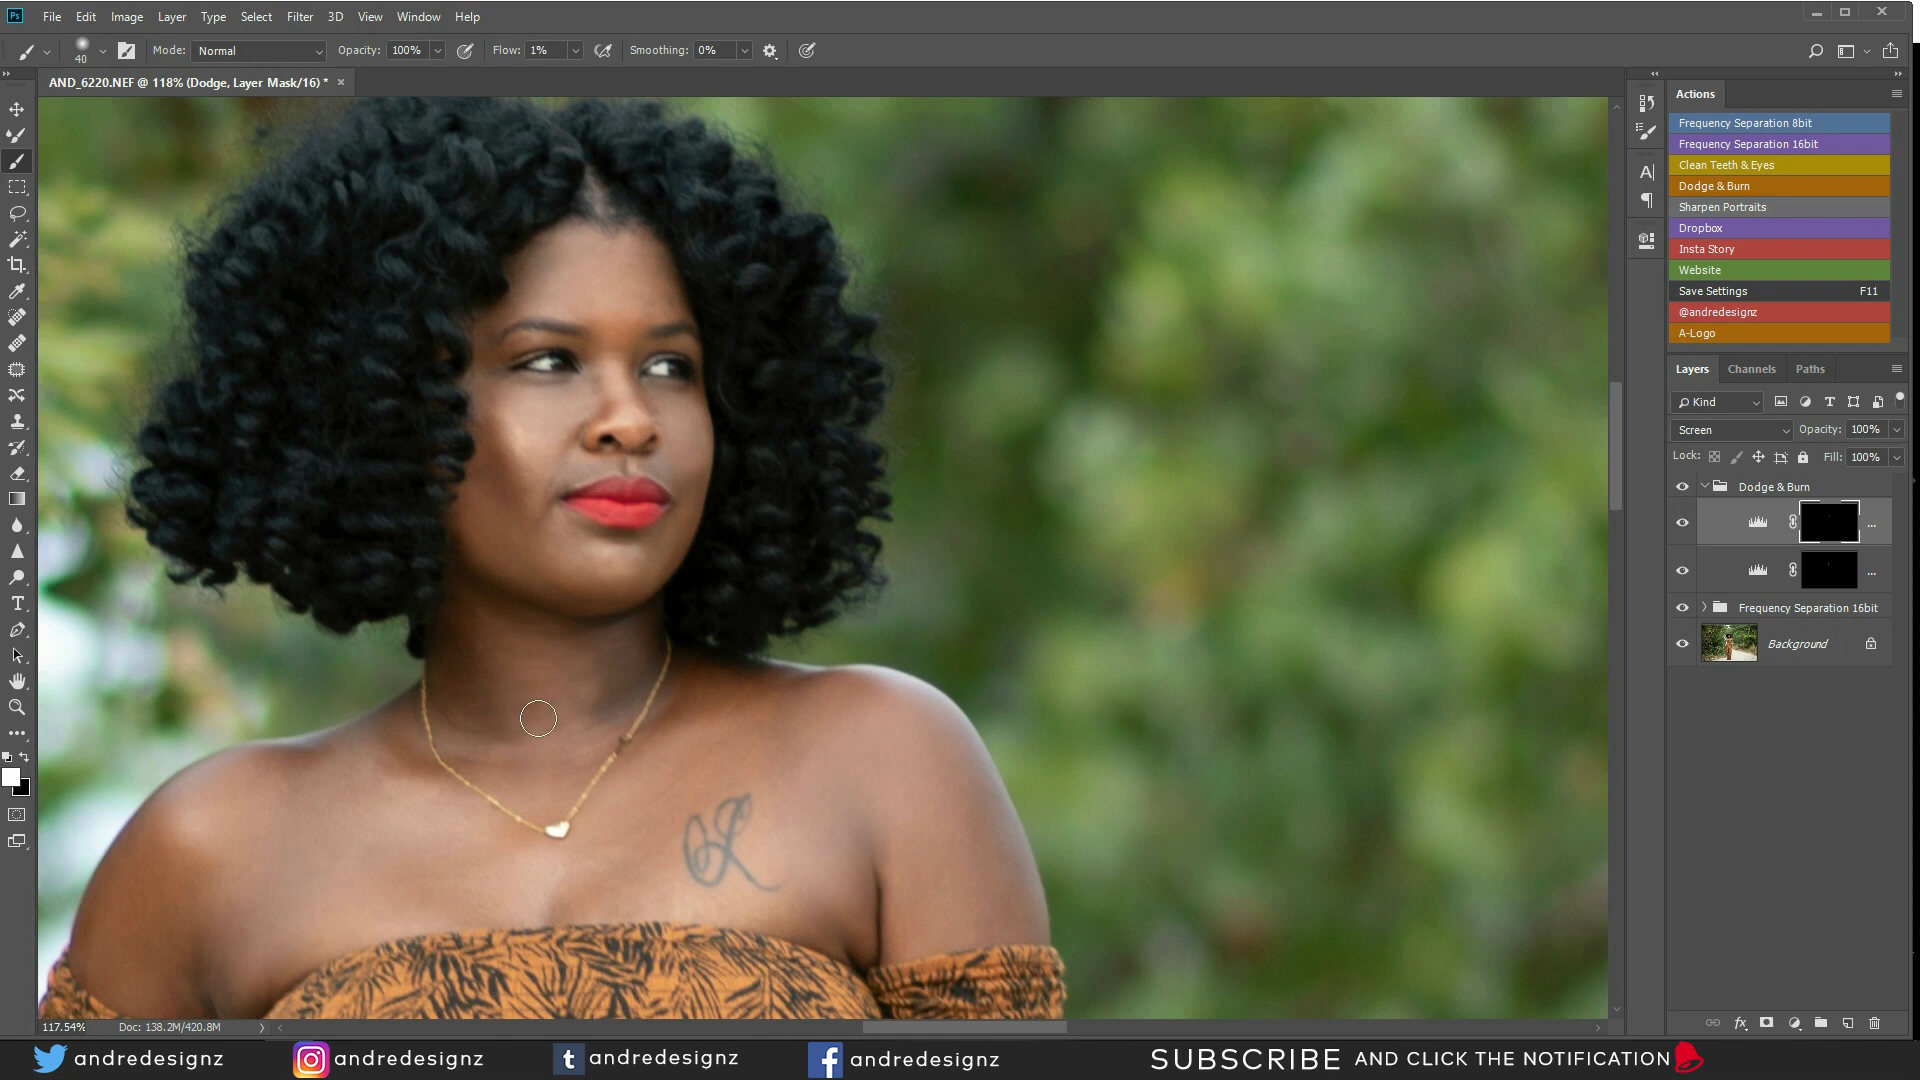 Ps File Edit Image Layer Type Select Filter 3D View Window Help
40 Mode: Normal Opacity: 100% Flow: 1% Smoothing: 0%
AND_6220.NEF @ 118% (Dodge, Layer Mask/16) * ×
Actions
Frequency Separation 8bit
Frequency Separation 16bit
Clean Teeth & Eyes
Dodge & Burn
Sharpen Portraits
Dropbox
Insta Story
Website
Save Settings F11
@andredesignz
A-Logo
Layers Channels Paths
Kind
Screen Opacity: 100%
Lock: Fill: 100%
Dodge & Burn
...
...
Frequency Separation 16bit
Background
117.54% Doc: 138.2M/420.8M
andredesignz andredesignz andredesignz andredesignz SUBSCRIBE AND CLICK THE NOTIFICATION